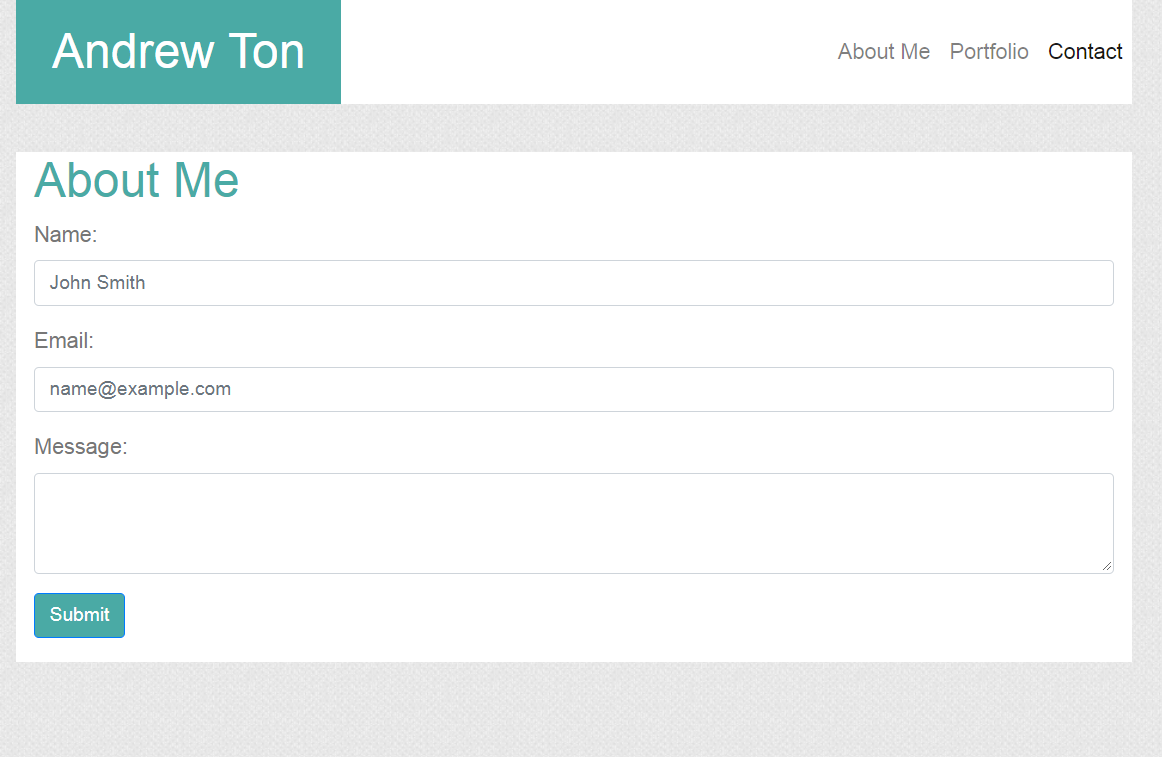 Andrew Ton
About Me Portfolio Contact
About Me
Name:
John Smith
Email:
name@example.com
Message:
Submit